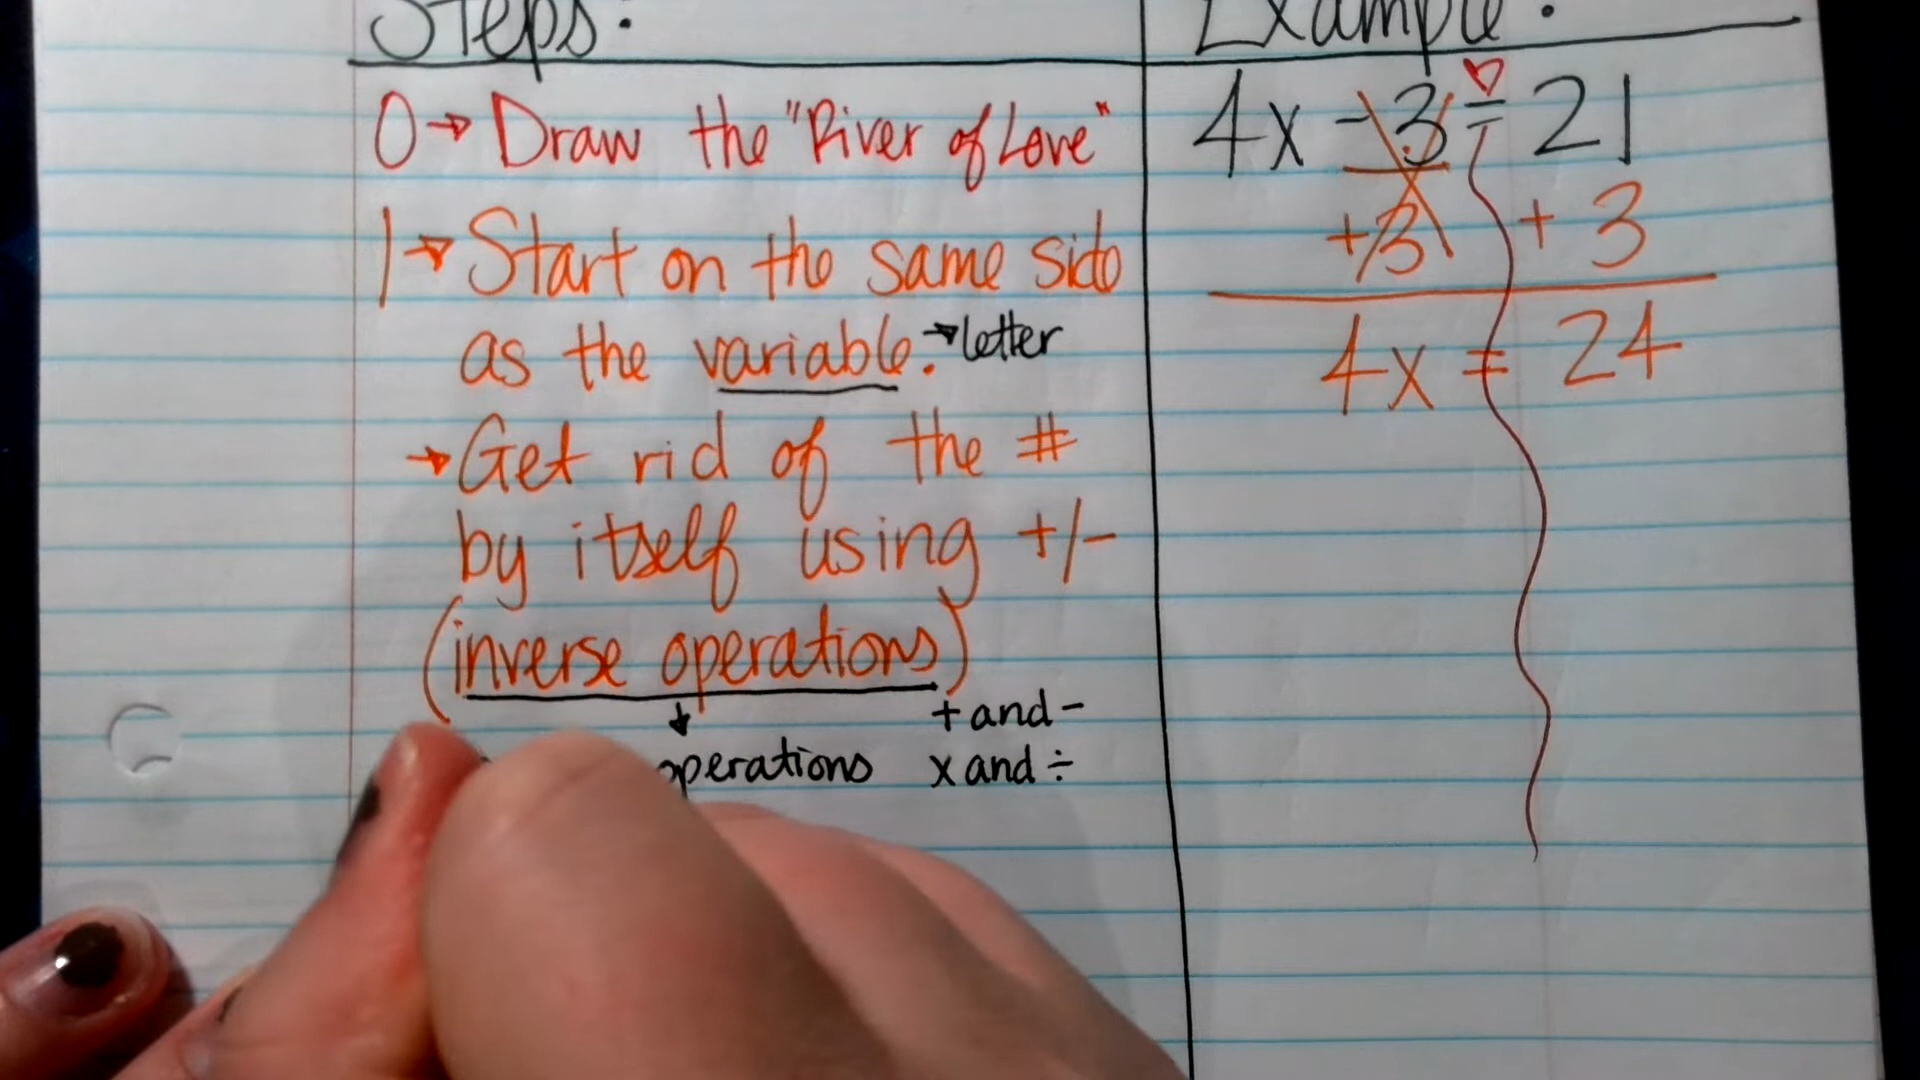 Steps:
0→ Draw the "River of Love"
1→ Start on the same side
as the variable. →letter
→Get rid of the #
by itself using +/-
(inverse operations)
↓ + and -
operations x and ÷
Example:
4x - 3 = 21
+3 + 3
4x = 24